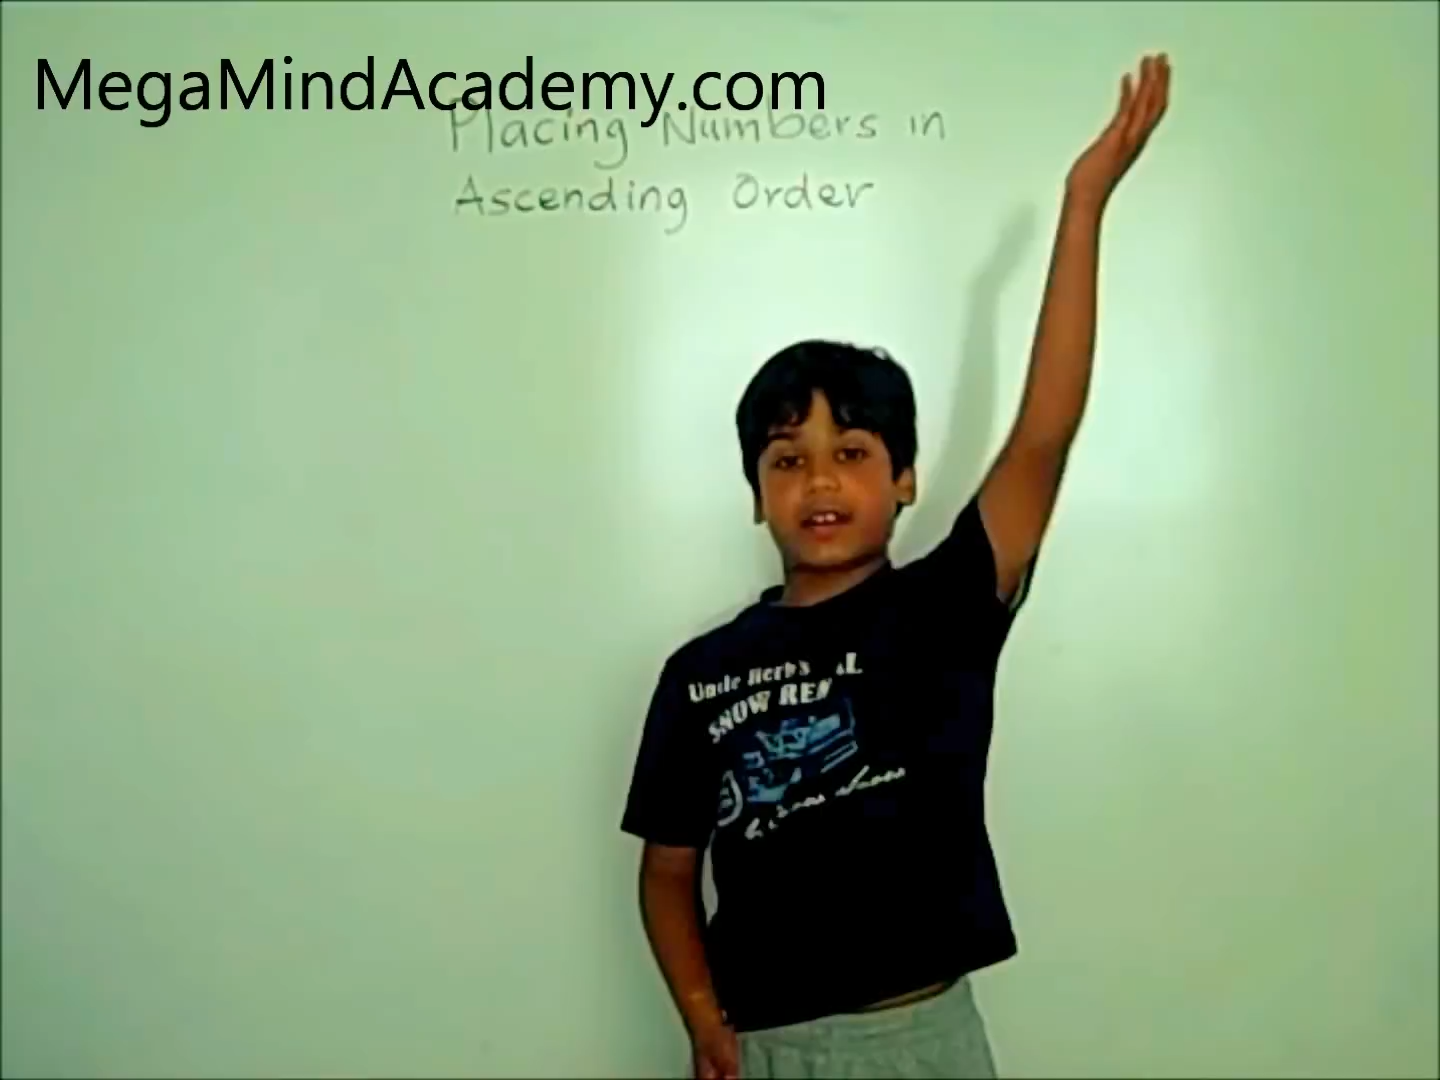 MegaMindAcademy.com
Placing Numbers in
Ascending Order
Uncle Herb's
SNOW